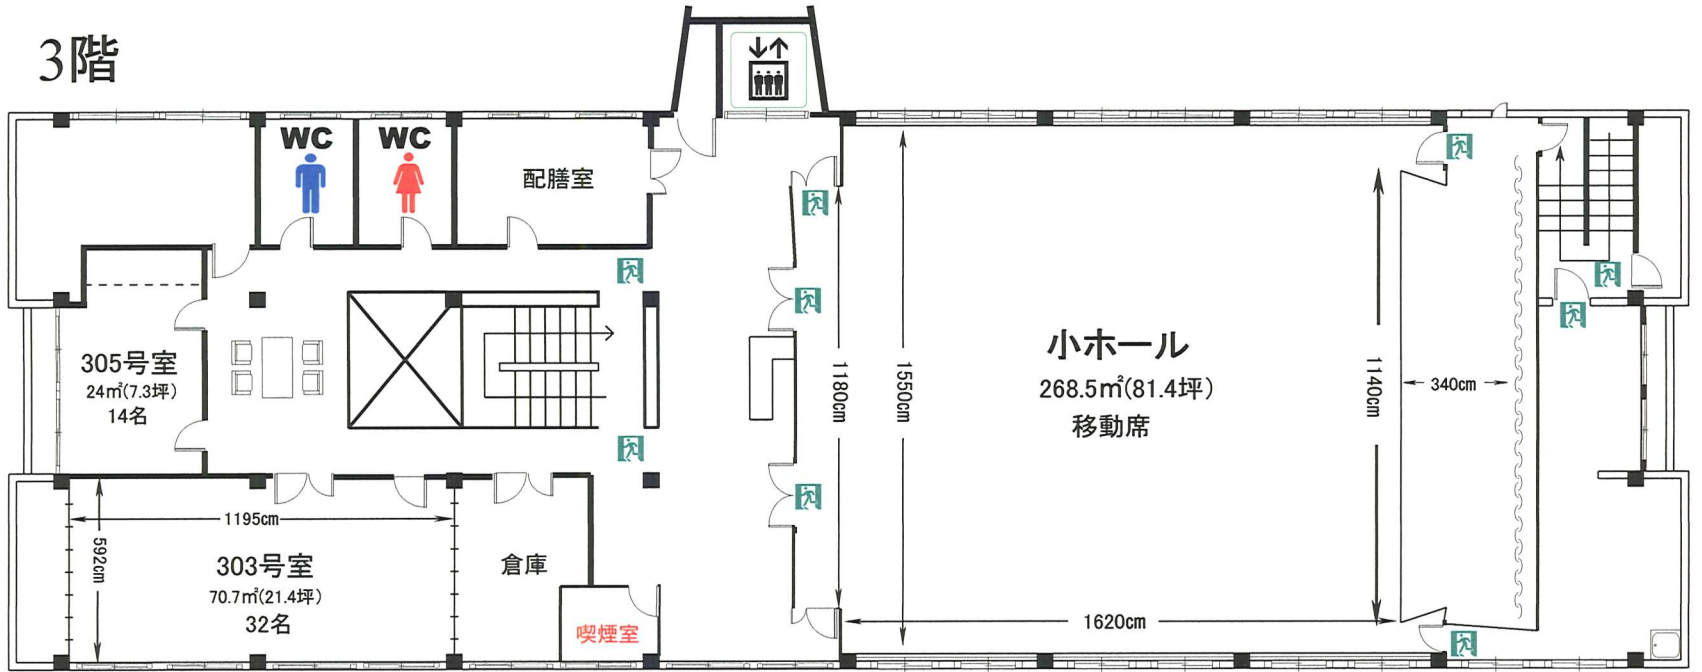 3階
WC
WC
配膳室
305号室
24㎡(7.3坪)
14名
小ホール
268.5㎡(81.4坪)
移動席
1180㎝
1550㎝
1140㎝
340㎝
1195㎝
592㎝
303号室
70.7㎡(21.4坪)
32名
倉庫
喫煙室
1620㎝